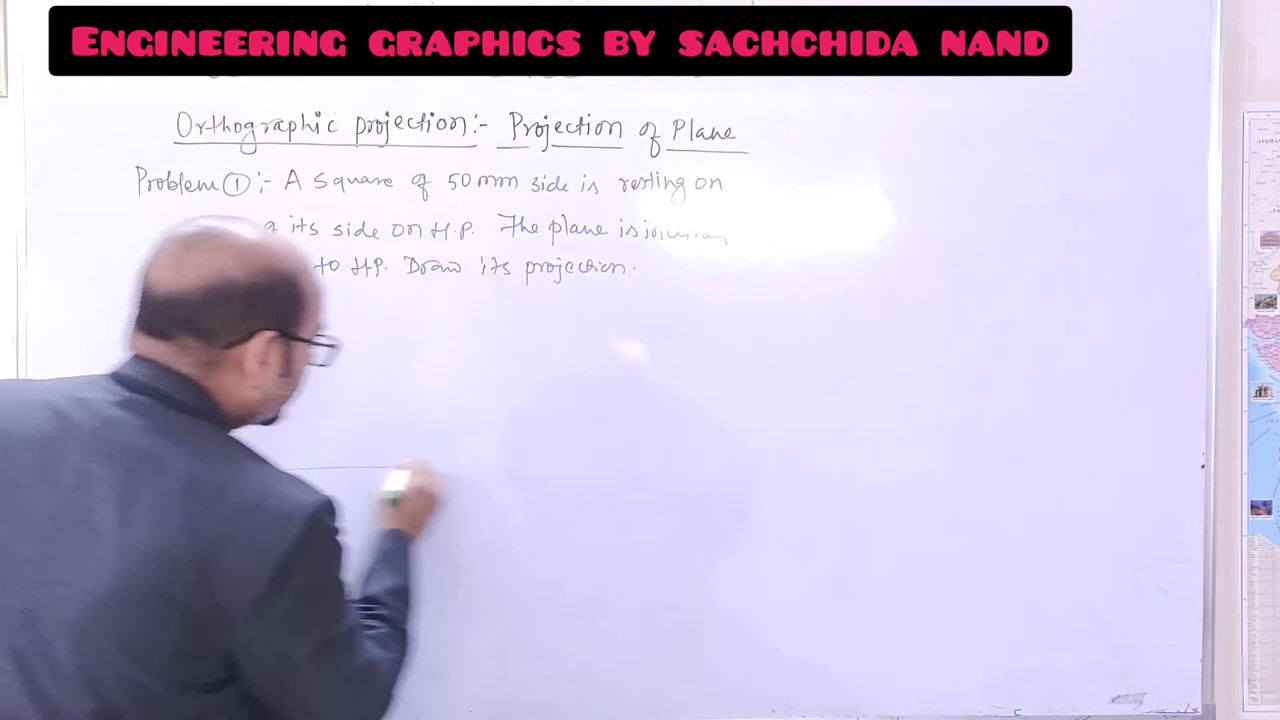 ENGINEERING GRAPHICS BY SACHCHIDA NAND
Orthographic projection:- Projection of Plane
Problem ①:- A square of 50 mm side is resting on
its side on H.P. The plane is
to H.P. Draw its projection.